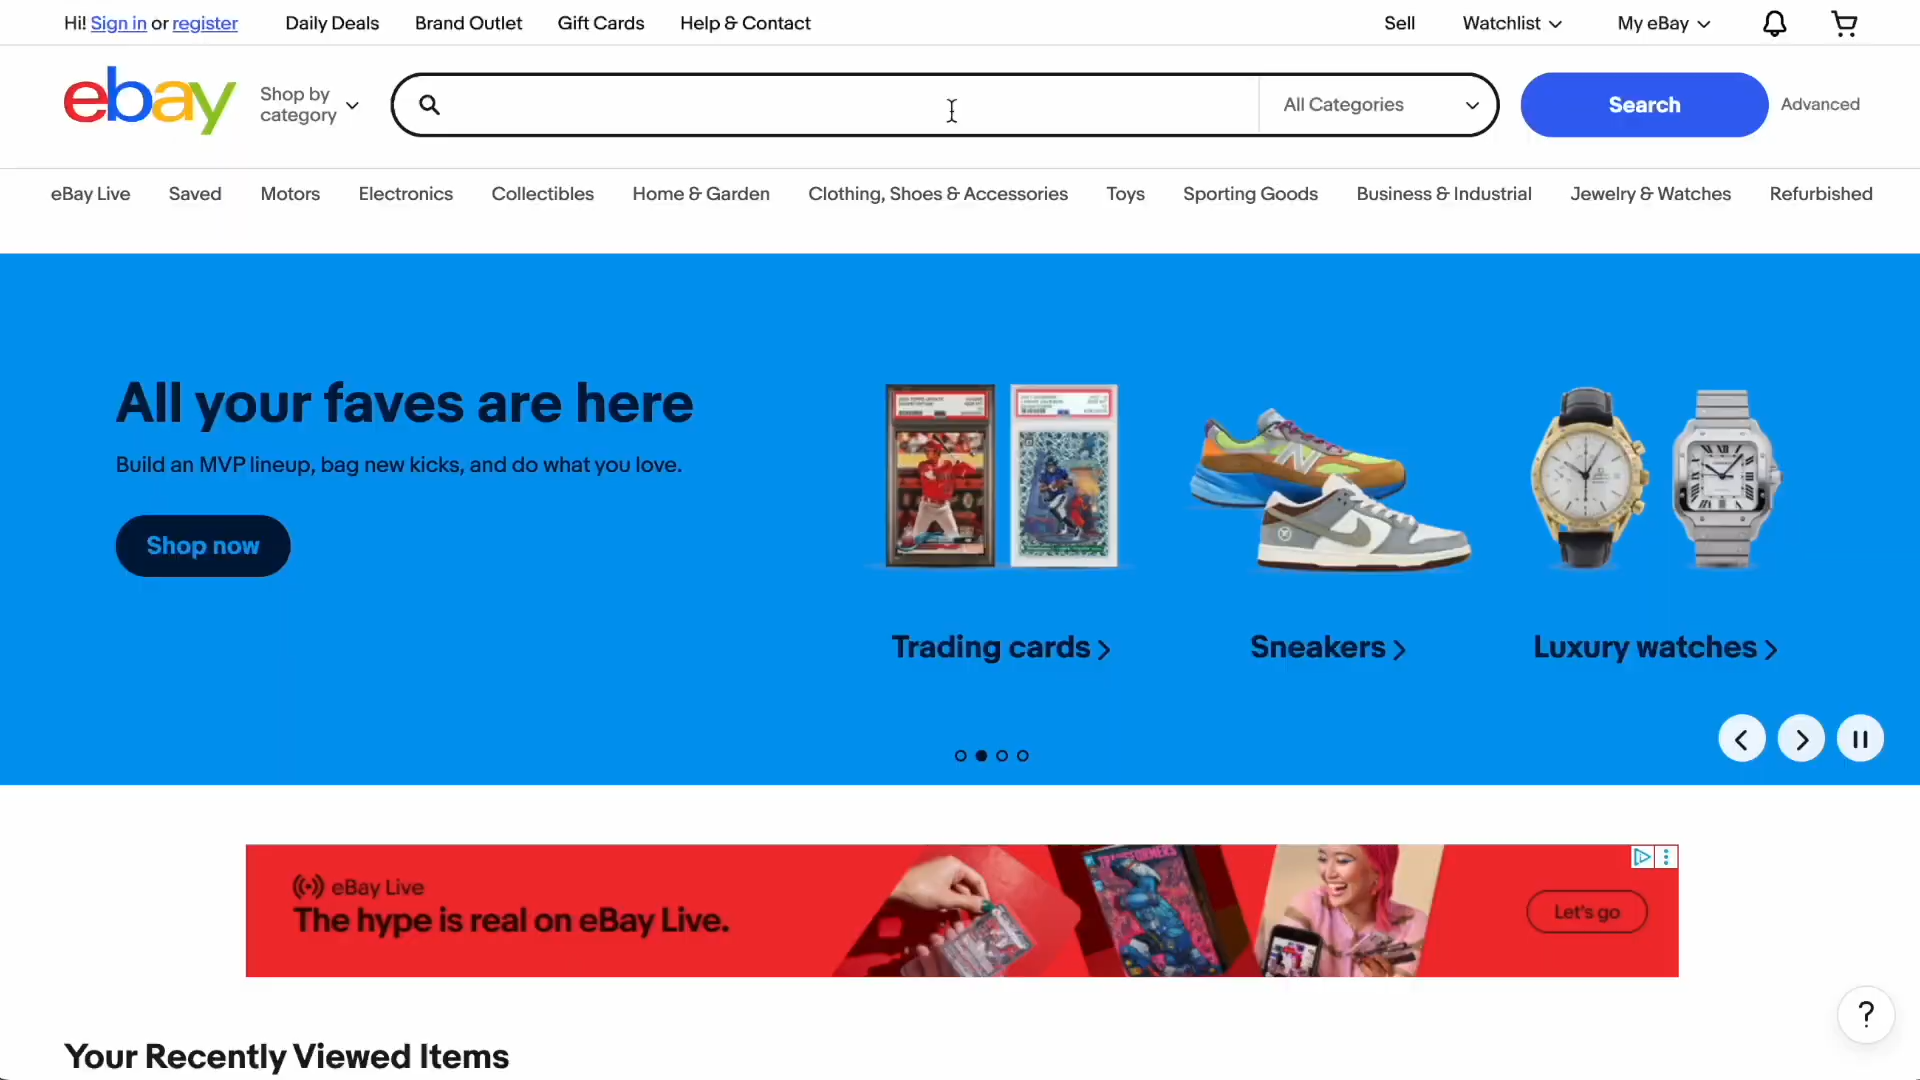 Hi! Sign in or register Daily Deals Brand Outlet Gift Cards Help & Contact Sell Watchlist My eBay
ebay Shop by category All Categories Search Advanced
eBay Live Saved Motors Electronics Collectibles Home & Garden Clothing, Shoes & Accessories Toys Sporting Goods Business & Industrial Jewelry & Watches Refurbished
All your faves are here
Build an MVP lineup, bag new kicks, and do what you love.
Shop now
Trading cards Sneakers Luxury watches
eBay Live
The hype is real on eBay Live.
TRANSFORMERS
Let's go
?
Your Recently Viewed Items